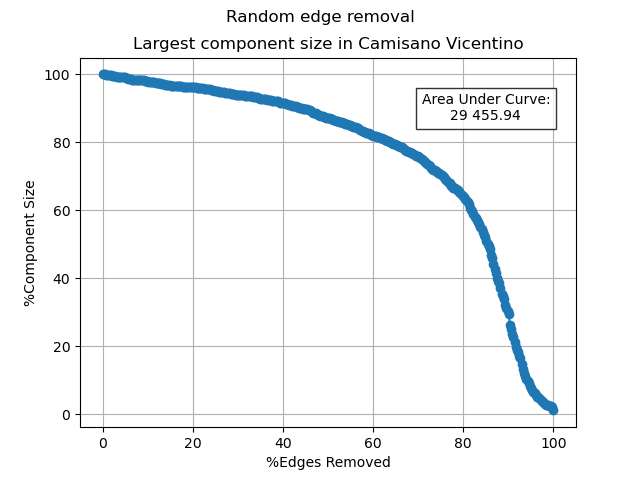 Random edge removal
Largest component size in Camisano Vicentino
100
80
60
40
20
0
%Component Size
Area Under Curve:
29 455.94
0 20 40 60 80 100
%Edges Removed